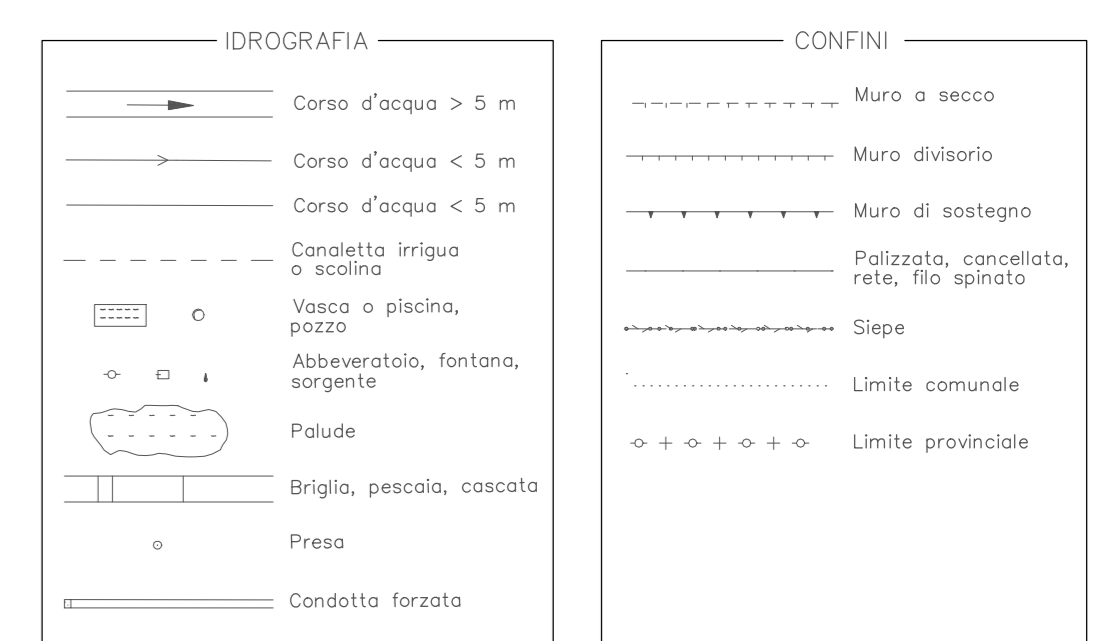 IDROGRAFIA
Corso d'acqua > 5 m
Corso d'acqua < 5 m
Corso d'acqua < 5 m
Canaletta irrigua
o scolina
Vasca o piscina,
pozzo
Abbeveratoio, fontana,
sorgente
Palude
Briglia, pescaia, cascata
Presa
Condotta forzata
CONFINI
Muro a secco
Muro divisorio
Muro di sostegno
Palizzata, cancellata,
rete, filo spinato
Siepe
Limite comunale
Limite provinciale